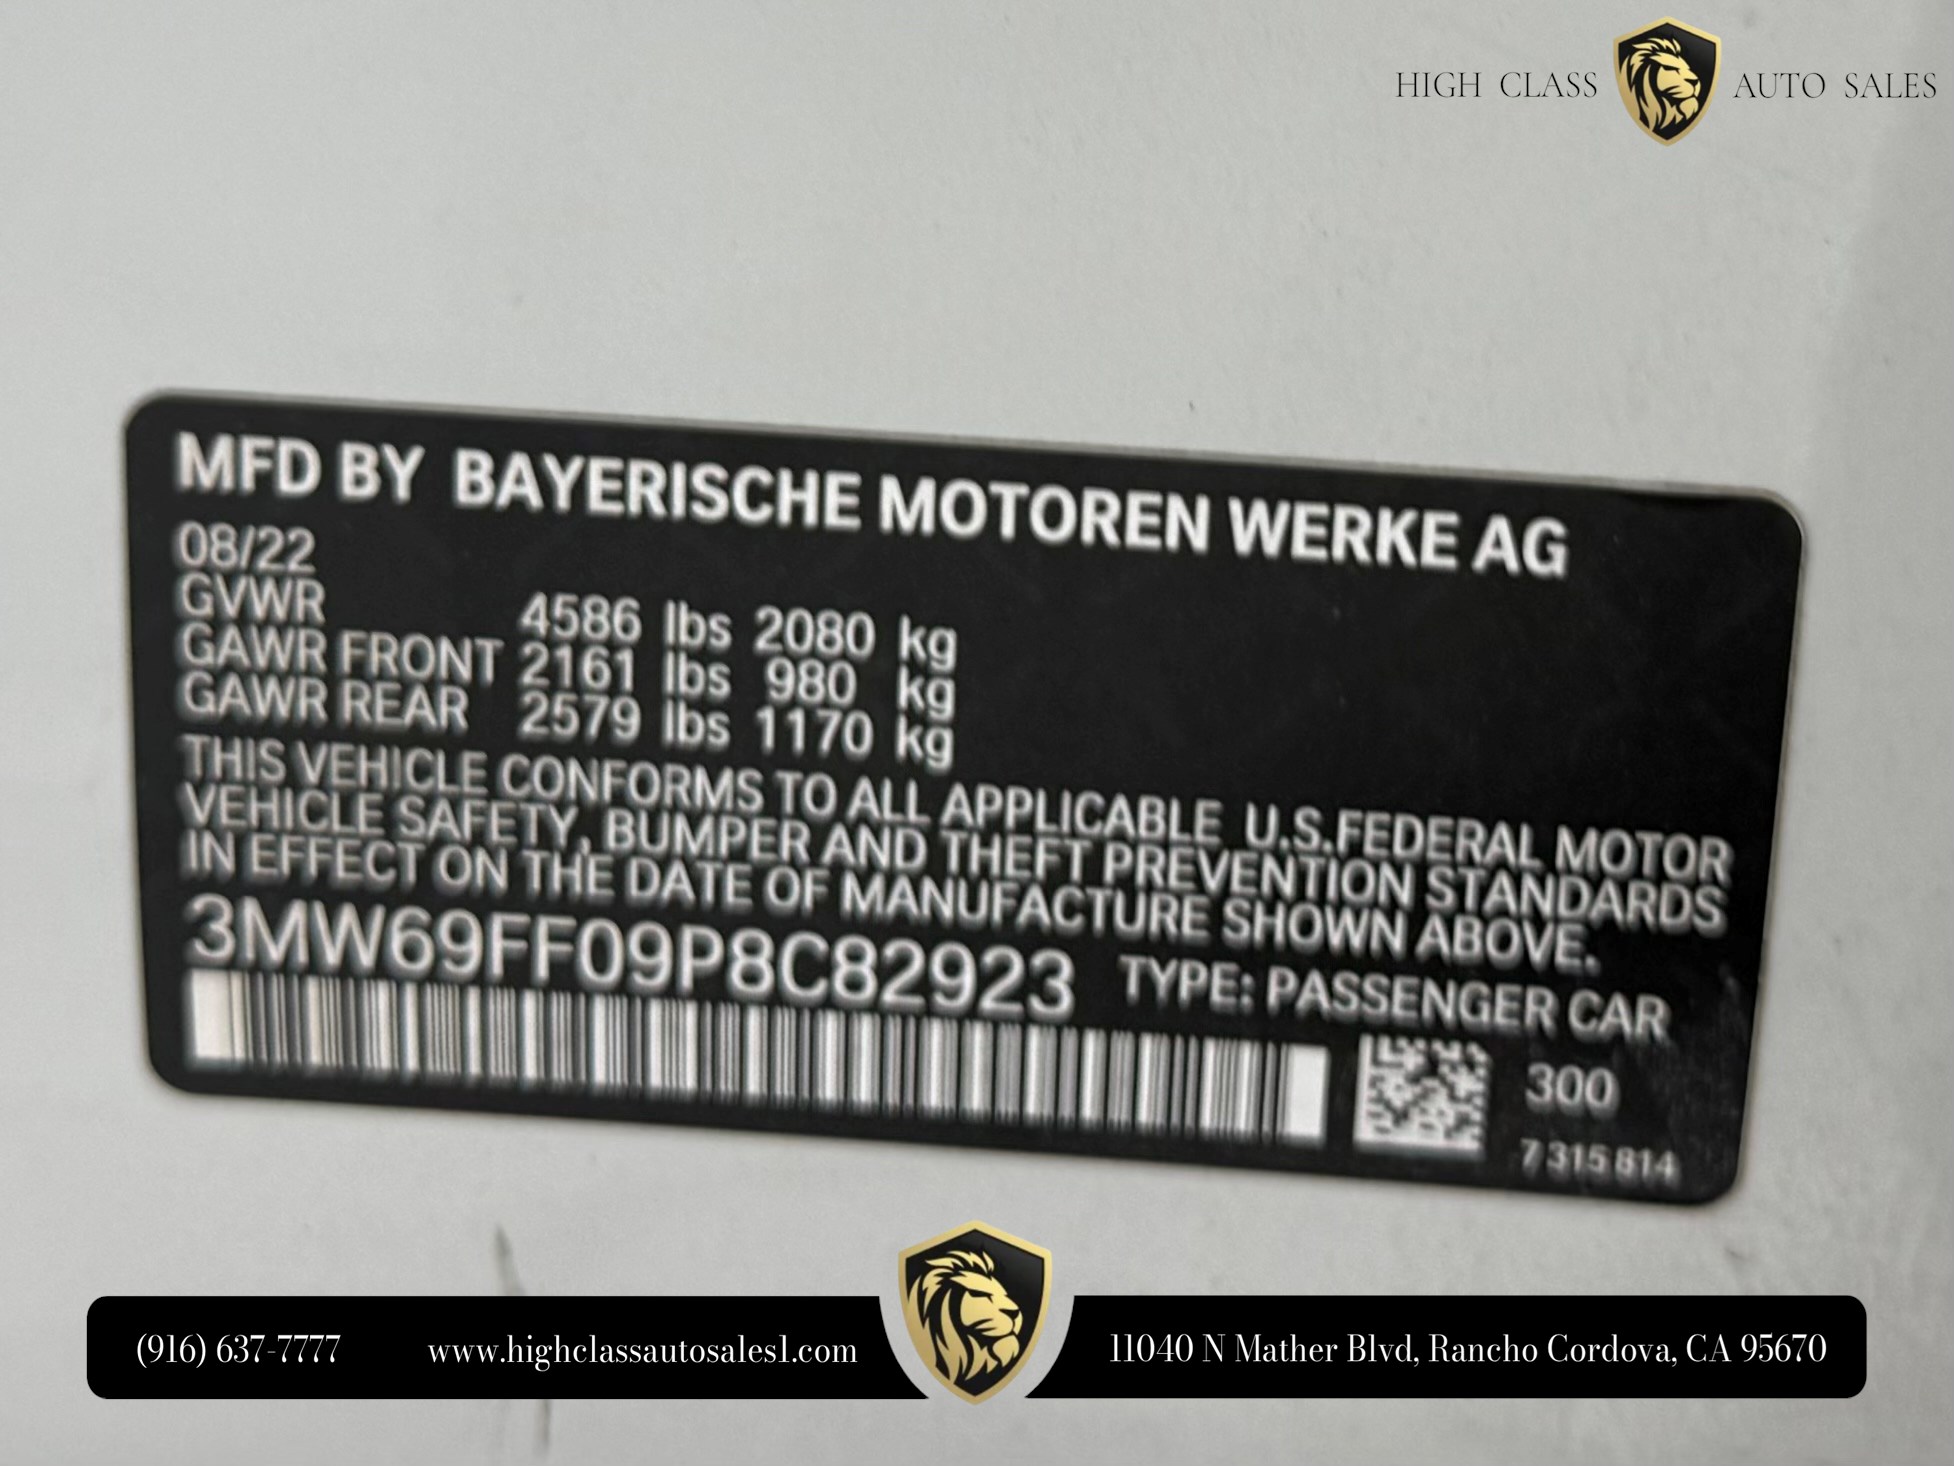 HIGH CLASS AUTO SALES
MFD BY BAYERISCHE MOTOREN WERKE AG
08/22
GVWR 4586 lbs 2080 kg
GAWR FRONT 2161 lbs 980 kg
GAWR REAR 2579 lbs 1170 kg
THIS VEHICLE CONFORMS TO ALL APPLICABLE U.S.FEDERAL MOTOR
VEHICLE SAFETY, BUMPER AND THEFT PREVENTION STANDARDS
IN EFFECT ON THE DATE OF MANUFACTURE SHOWN ABOVE.
3MW69FF09P8C82923 TYPE: PASSENGER CAR
300
7 315 814
(916) 637-7777 www.highclassautosales1.com 11040 N Mather Blvd, Rancho Cordova, CA 95670